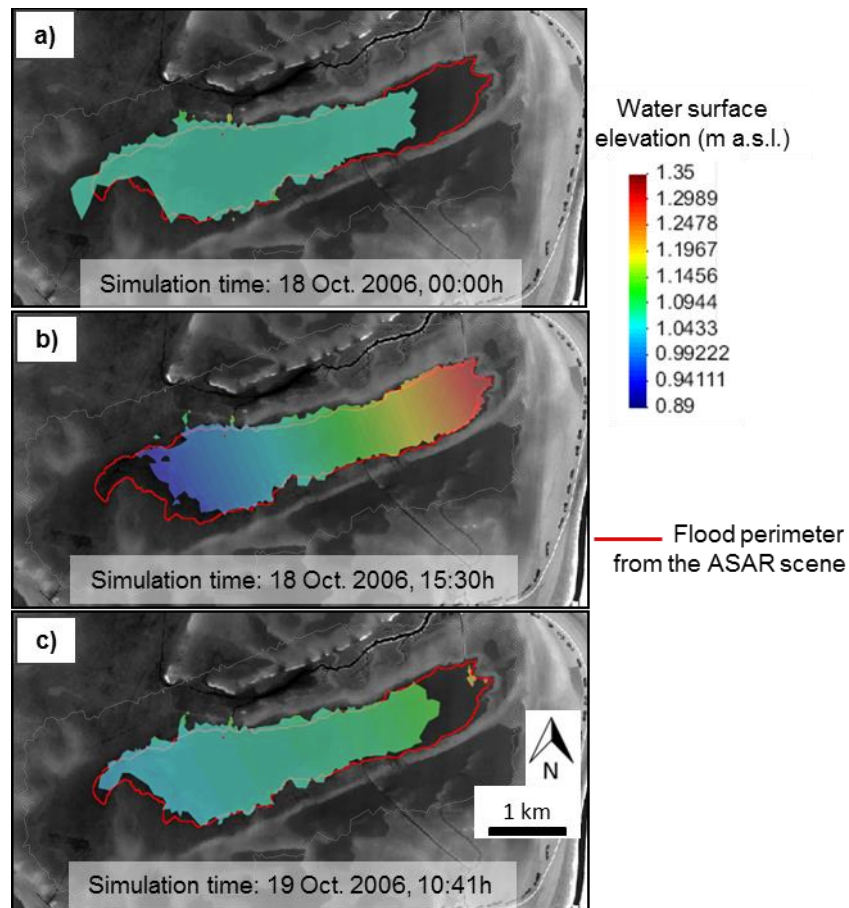 a)
Simulation time: 18 Oct. 2006, 00:00h
Water surface
elevation (m a.s.l.)
1.35
1.2989
1.2478
1.1967
1.1456
1.0944
1.0433
0.99222
0.94111
0.89
b)
Simulation time: 18 Oct. 2006, 15:30h
Flood perimeter
from the ASAR scene
c)
N
1 km
Simulation time: 19 Oct. 2006, 10:41h